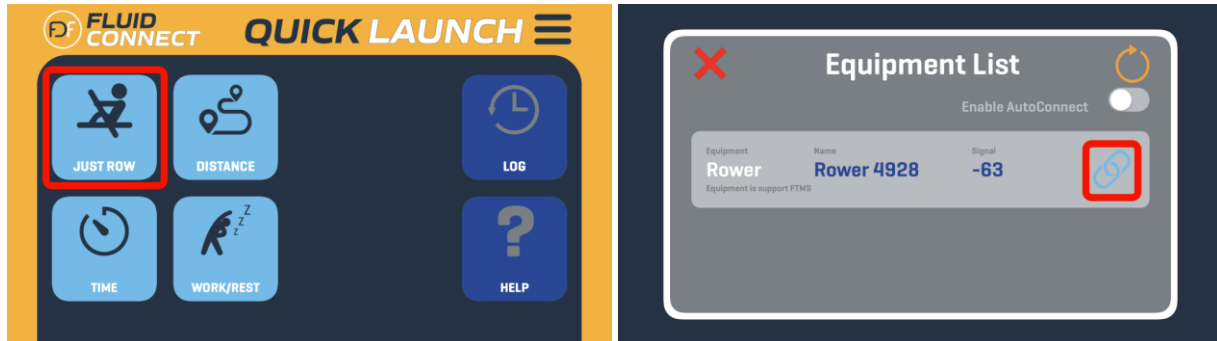 FLUID
CONNECT
QUICK LAUNCH
JUST ROW
DISTANCE
LOG
Z
Z
Z
TIME
WORK/REST
?
HELP
Equipment List
Enable AutoConnect
Equipment
Name
Signal
Rower
Rower 4928
-63
Equipment is support FTMS